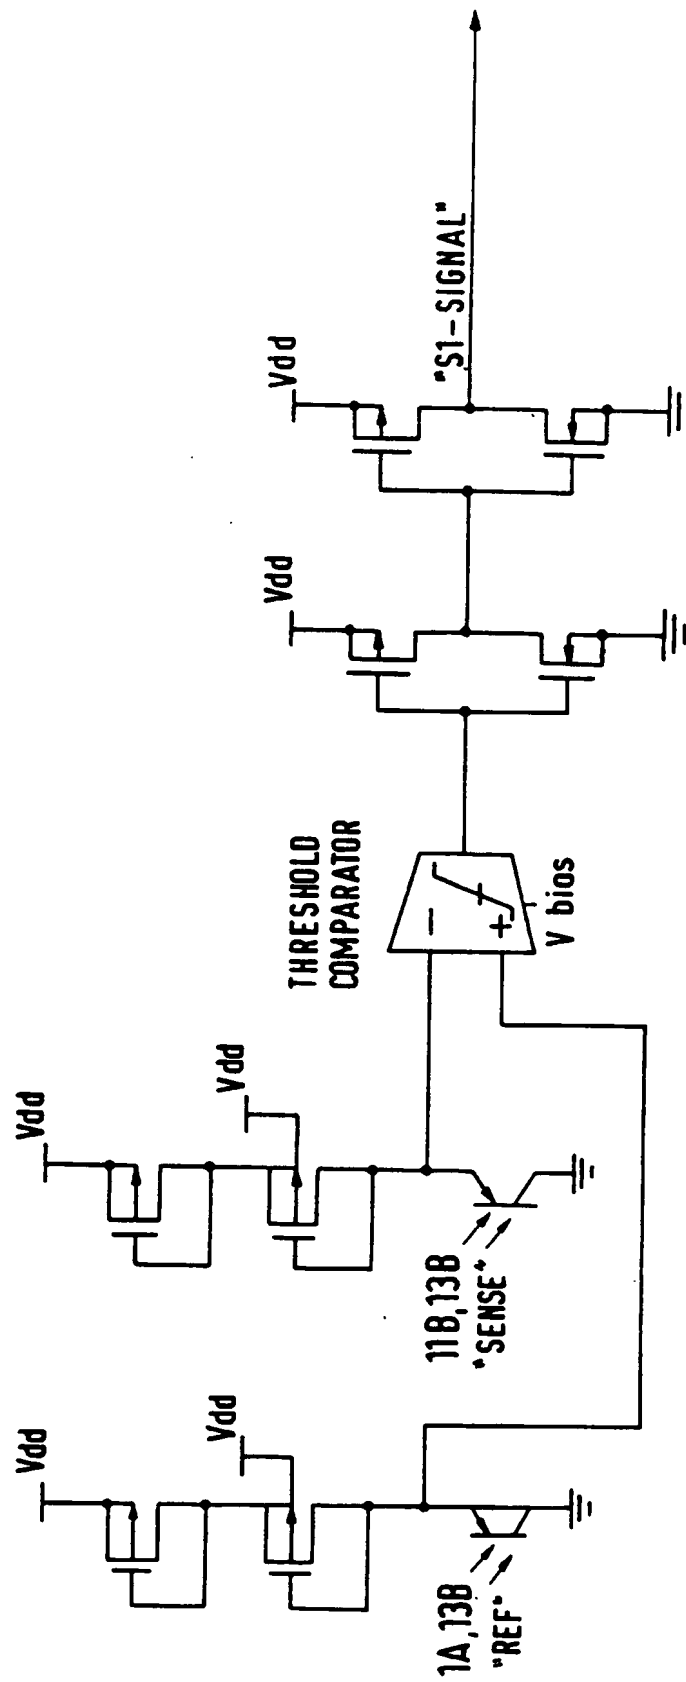 Vdd
Vdd
1A,13B
"REF"
Vdd
Vdd
11B,13B
"SENSE"
THRESHOLD
COMPARATOR
−
+
V bias
Vdd
Vdd
"S1-SIGNAL"